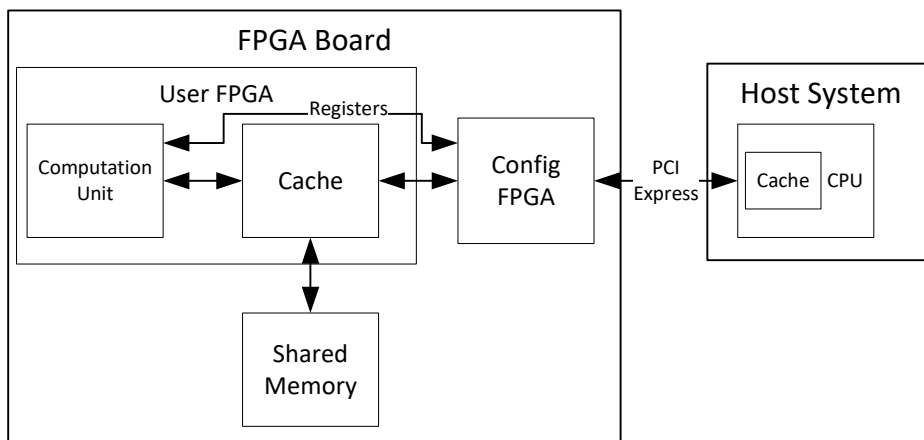 FPGA Board
User FPGA
Registers
Computation
Unit
Cache
Config
FPGA
PCI
Express
Host System
Cache CPU
Shared
Memory